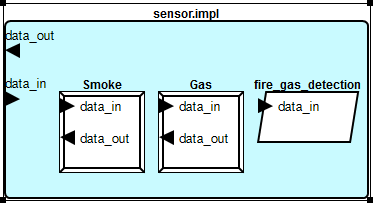 sensor.impl
data_out
data_in
Smoke
data_in
data_out
Gas
data_in
data_out
fire_gas_detection
data_in